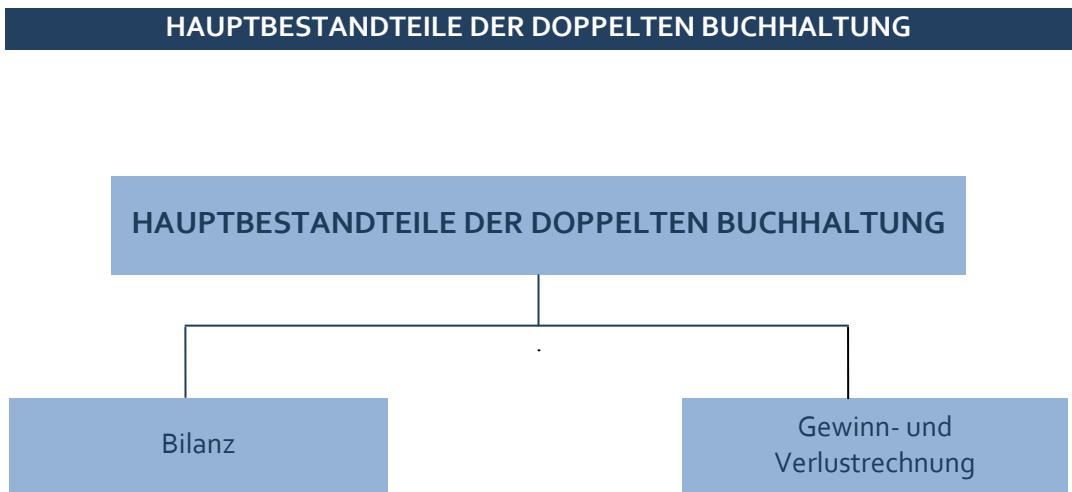 HAUPTBESTANDTEILE DER DOPPELTEN BUCHHALTUNG
HAUPTBESTANDTEILE DER DOPPELTEN BUCHHALTUNG
.
Bilanz
Gewinn- und
Verlustrechnung